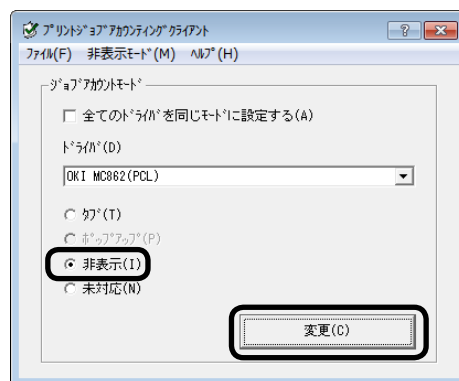 ﾌﾟﾘﾝﾄｼﾞｮﾌﾞｱｶｳﾝﾃｨﾝｸﾞｸﾗｲｱﾝﾄ
ﾌｧｲﾙ(F) 非表示ﾓｰﾄﾞ(M) ﾍﾙﾌﾟ(H)
ｼﾞｮﾌﾞｱｶｳﾝﾄﾓｰﾄﾞ
全てのﾄﾞﾗｲﾊﾞを同じﾓｰﾄﾞに設定する(A)
ﾄﾞﾗｲﾊﾞ(D)
OKI MC862(PCL)
ﾀﾌﾞ(T)
ﾎﾟｯﾌﾟｱｯﾌﾟ(P)
非表示(I)
未対応(N)
変更(C)